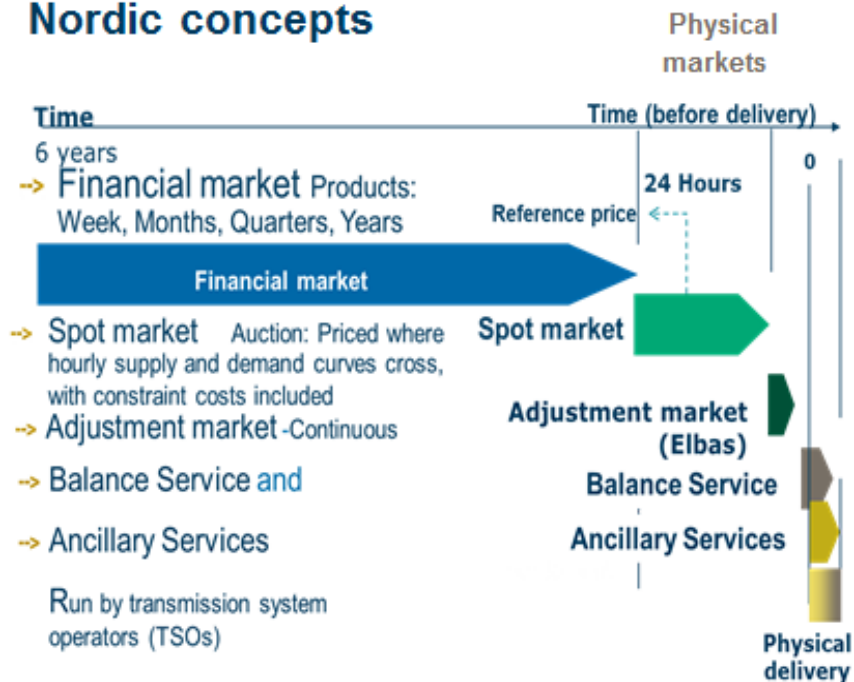 Nordic concepts
Physical
markets
Time
Time (before delivery)
6 years
0
--> Financial market Products:
Week, Months, Quarters, Years
24 Hours
Reference price
Financial market
--> Spot market Auction: Priced where
hourly supply and demand curves cross,
with constraint costs included
Spot market
--> Adjustment market -Continuous
Adjustment market
(Elbas)
--> Balance Service and
Balance Service
--> Ancillary Services
Ancillary Services
Run by transmission system
operators (TSOs)
Physical
delivery